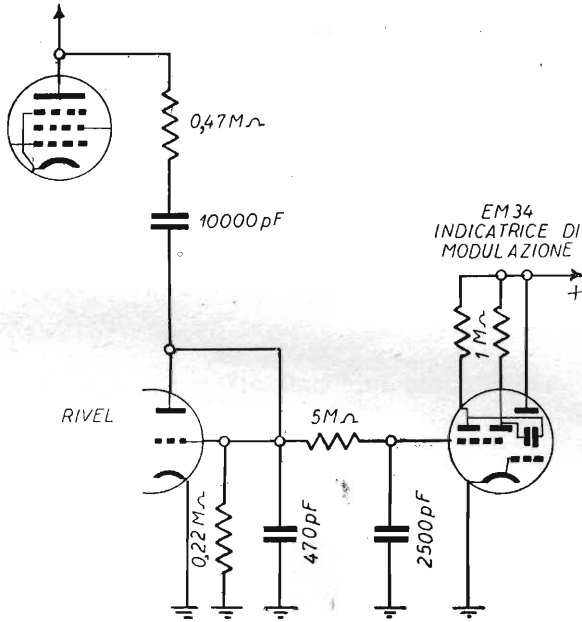 0,47MΩ
10000pF
EM34
INDICATRICE DI
MODULAZIONE
+
1MΩ
RIVEL
5MΩ
0,22MΩ
470pF
2500pF